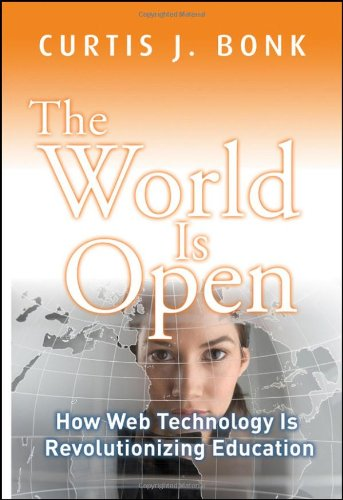 CURTIS J. BONK
The
World
Is
Open
How Web Technology Is
Revolutionizing Education